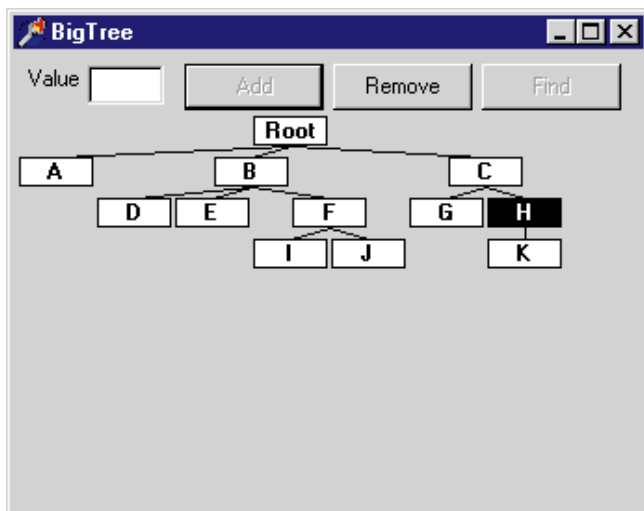 BigTree
Value Add Remove Find
Root
A B C
D E F G H
I J K